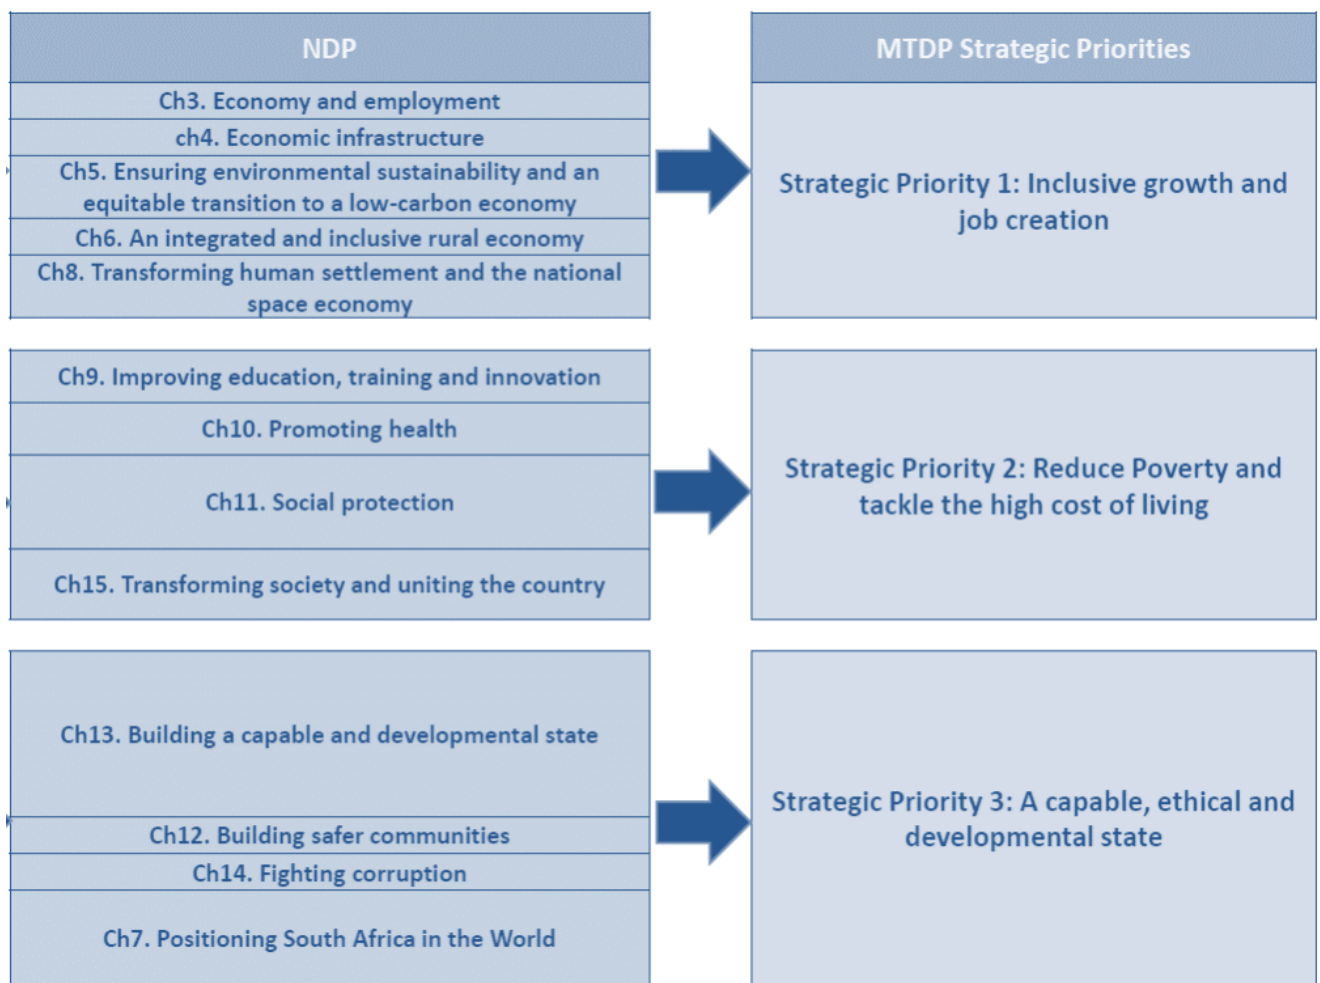 NDP
MTDP Strategic Priorities
Ch3. Economy and employment
ch4. Economic infrastructure
Ch5. Ensuring environmental sustainability and an
equitable transition to a low-carbon economy
Ch6. An integrated and inclusive rural economy
Ch8. Transforming human settlement and the national
space economy
Strategic Priority 1: Inclusive growth and
job creation
Ch9. Improving education, training and innovation
Ch10. Promoting health
Ch11. Social protection
Ch15. Transforming society and uniting the country
Strategic Priority 2: Reduce Poverty and
tackle the high cost of living
Ch13. Building a capable and developmental state
Ch12. Building safer communities
Ch14. Fighting corruption
Ch7. Positioning South Africa in the World
Strategic Priority 3: A capable, ethical and
developmental state